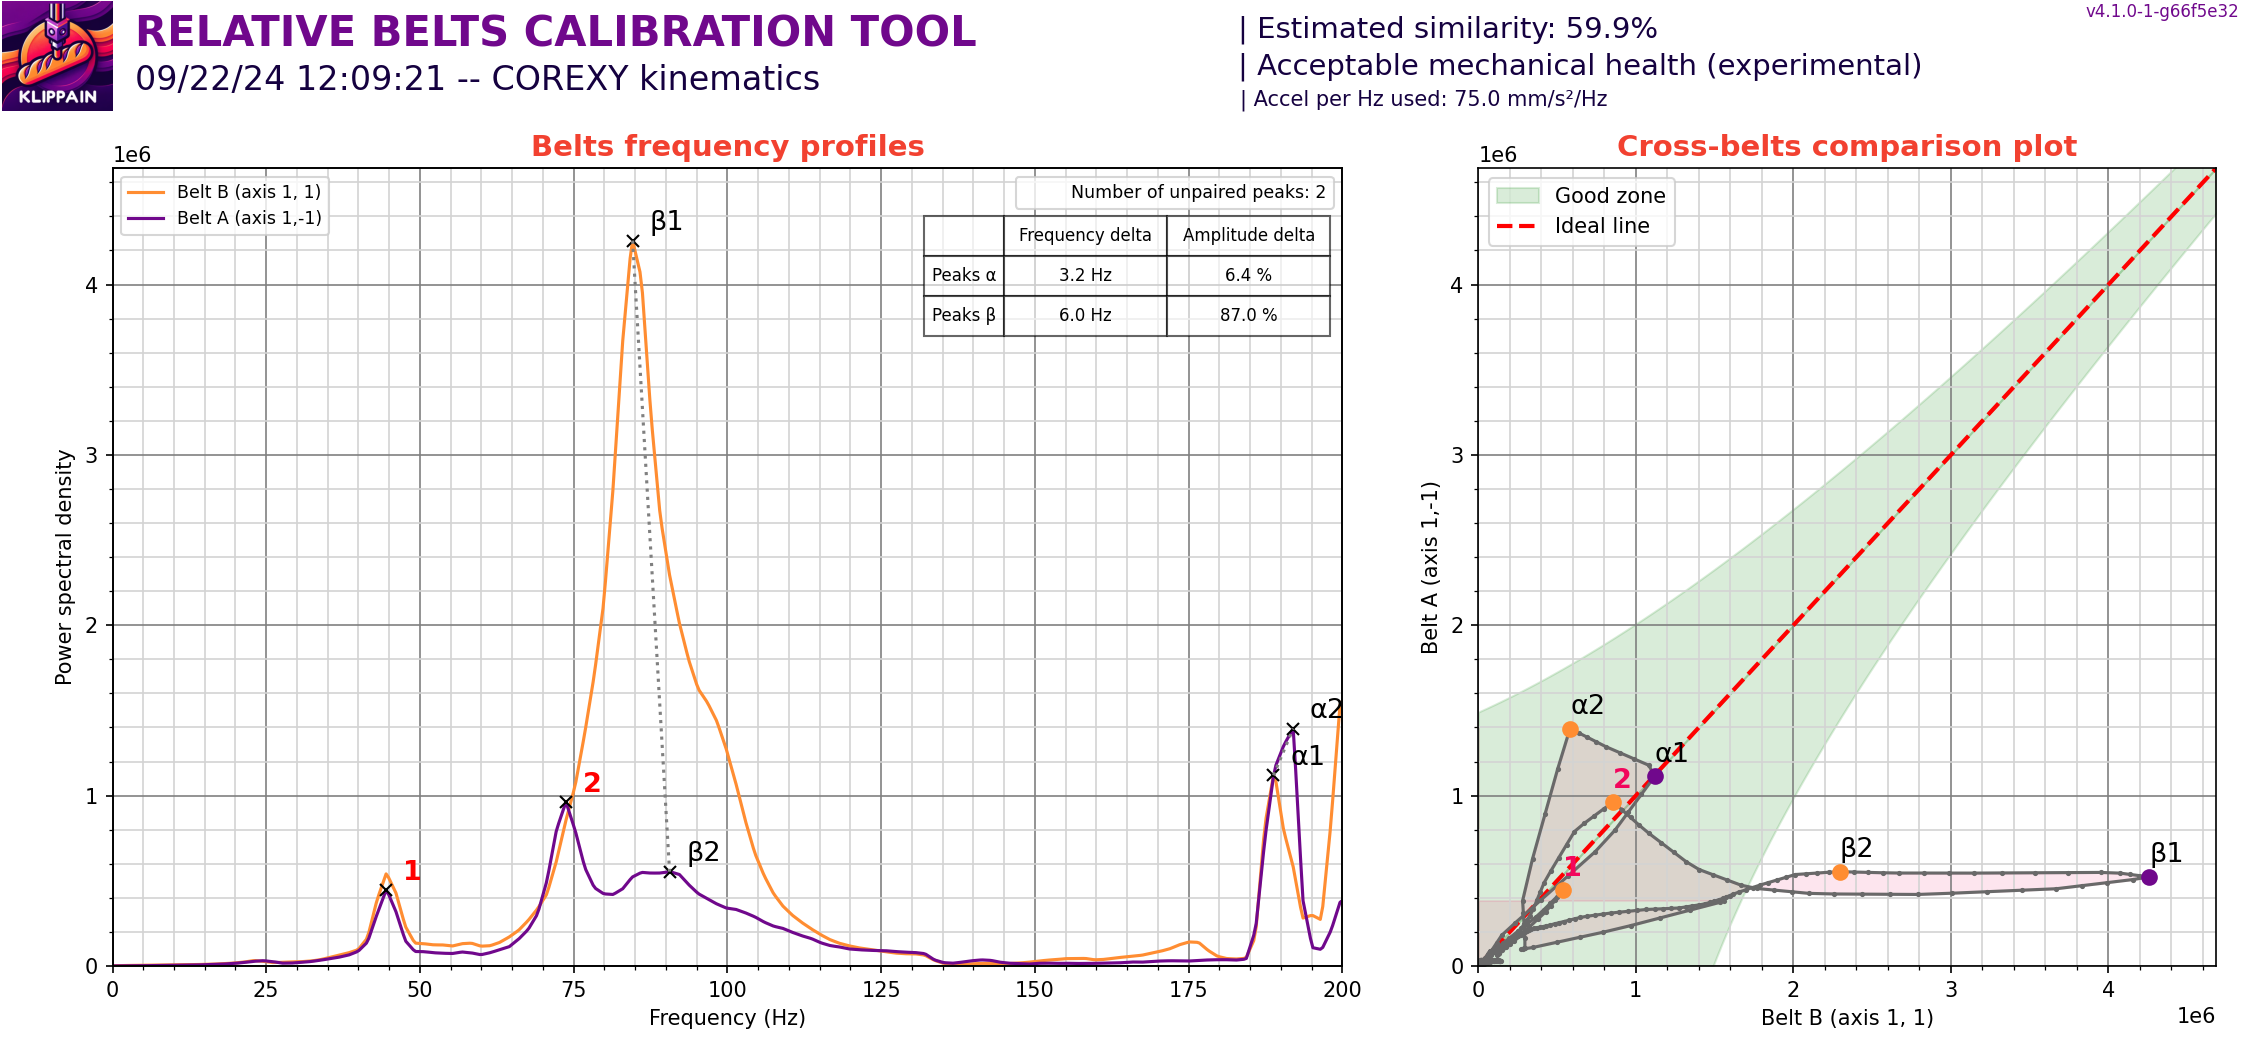 KLIPPAIN
RELATIVE BELTS CALIBRATION TOOL
09/22/24 12:09:21 -- COREXY kinematics
| Estimated similarity: 59.9%
| Acceptable mechanical health (experimental)
| Accel per Hz used: 75.0 mm/s²/Hz
v4.1.0-1-g66f5e32
Belts frequency profiles
1e6
Belt B (axis 1, 1)
Belt A (axis 1,-1)
Number of unpaired peaks: 2
Frequency delta Amplitude delta
Peaks α 3.2 Hz 6.4 %
Peaks β 6.0 Hz 87.0 %
β1
α2
α1
2
β2
1
4
3
2
1
0
Power spectral density
0 25 50 75 100 125 150 175 200
Frequency (Hz)
Cross-belts comparison plot
1e6
Good zone
Ideal line
α2
α1
2
1
β2
β1
4
3
2
1
0
Belt A (axis 1,-1)
0 1 2 3 4
Belt B (axis 1, 1)
1e6